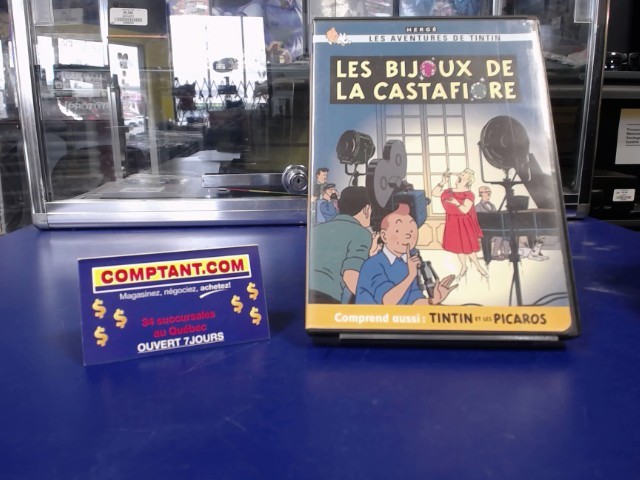 HERGÉ
LES AVENTURES DE TINTIN
LES BIJOUX DE
LA CASTAFIORE
Comprend aussi : TINTIN ET LES PICAROS
COMPTANT.COM
Magasinez, négociez, achetez!
34 succursales
au Québec
OUVERT 7JOURS